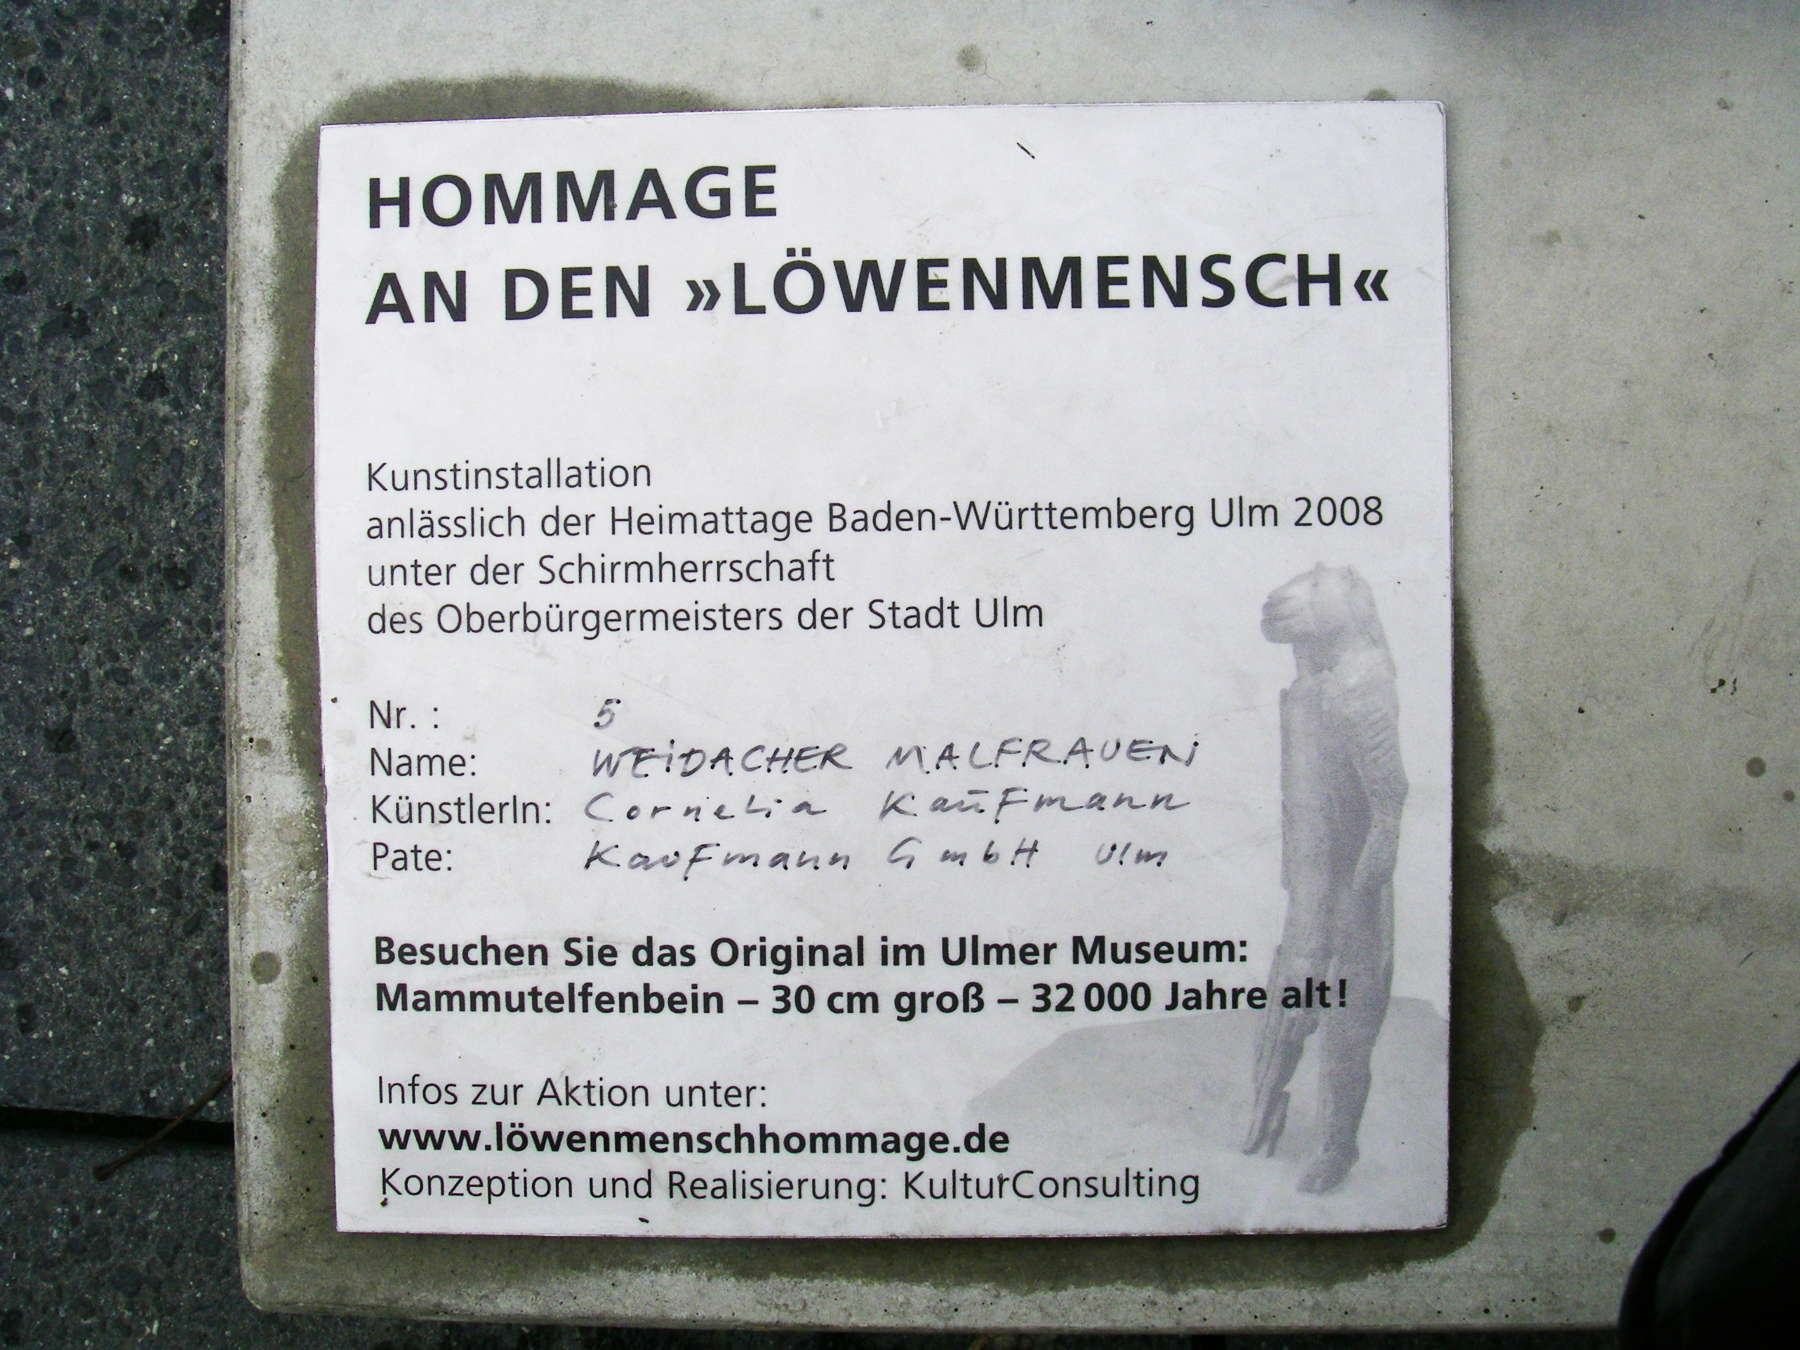 HOMMAGE
AN DEN »LÖWENMENSCH«
Kunstinstallation
anlässlich der Heimattage Baden-Württemberg Ulm 2008
unter der Schirmherrschaft
des Oberbürgermeisters der Stadt Ulm
Nr. : 5
Name: WEIDACHER MALFRAUEN
KünstlerIn: Cornelia Kaufmann
Pate: Kaufmann GmbH Ulm
Besuchen Sie das Original im Ulmer Museum:
Mammutelfenbein – 30 cm groß – 32 000 Jahre alt!
Infos zur Aktion unter:
www.löwenmenschhommage.de
Konzeption und Realisierung: KulturConsulting